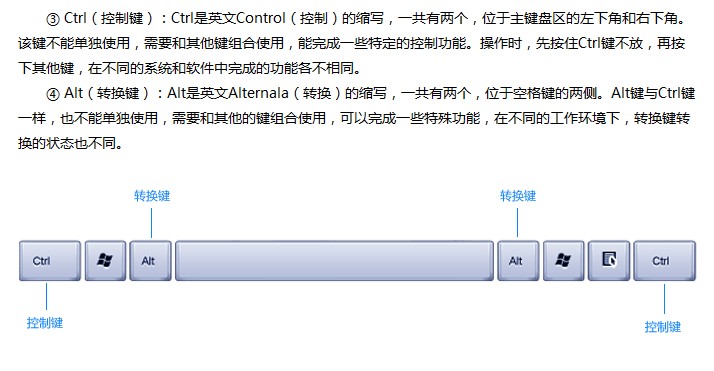 ③ Ctrl（控制键）：Ctrl是英文Control（控制）的缩写，一共有两个，位于主键盘区的左下角和右下角。
该键不能单独使用，需要和其他键组合使用，能完成一些特定的控制功能。操作时，先按住Ctrl键不放，再按
下其他键，在不同的系统和软件中完成的功能各不相同。
④ Alt（转换键）：Alt是英文Alternala（转换）的缩写，一共有两个，位于空格键的两侧。Alt键与Ctrl键
一样，也不能单独使用，需要和其他的键组合使用，可以完成一些特殊功能，在不同的工作环境下，转换键转
换的状态也不同。
转换键 转换键
Ctrl Alt Alt Ctrl
控制键 控制键